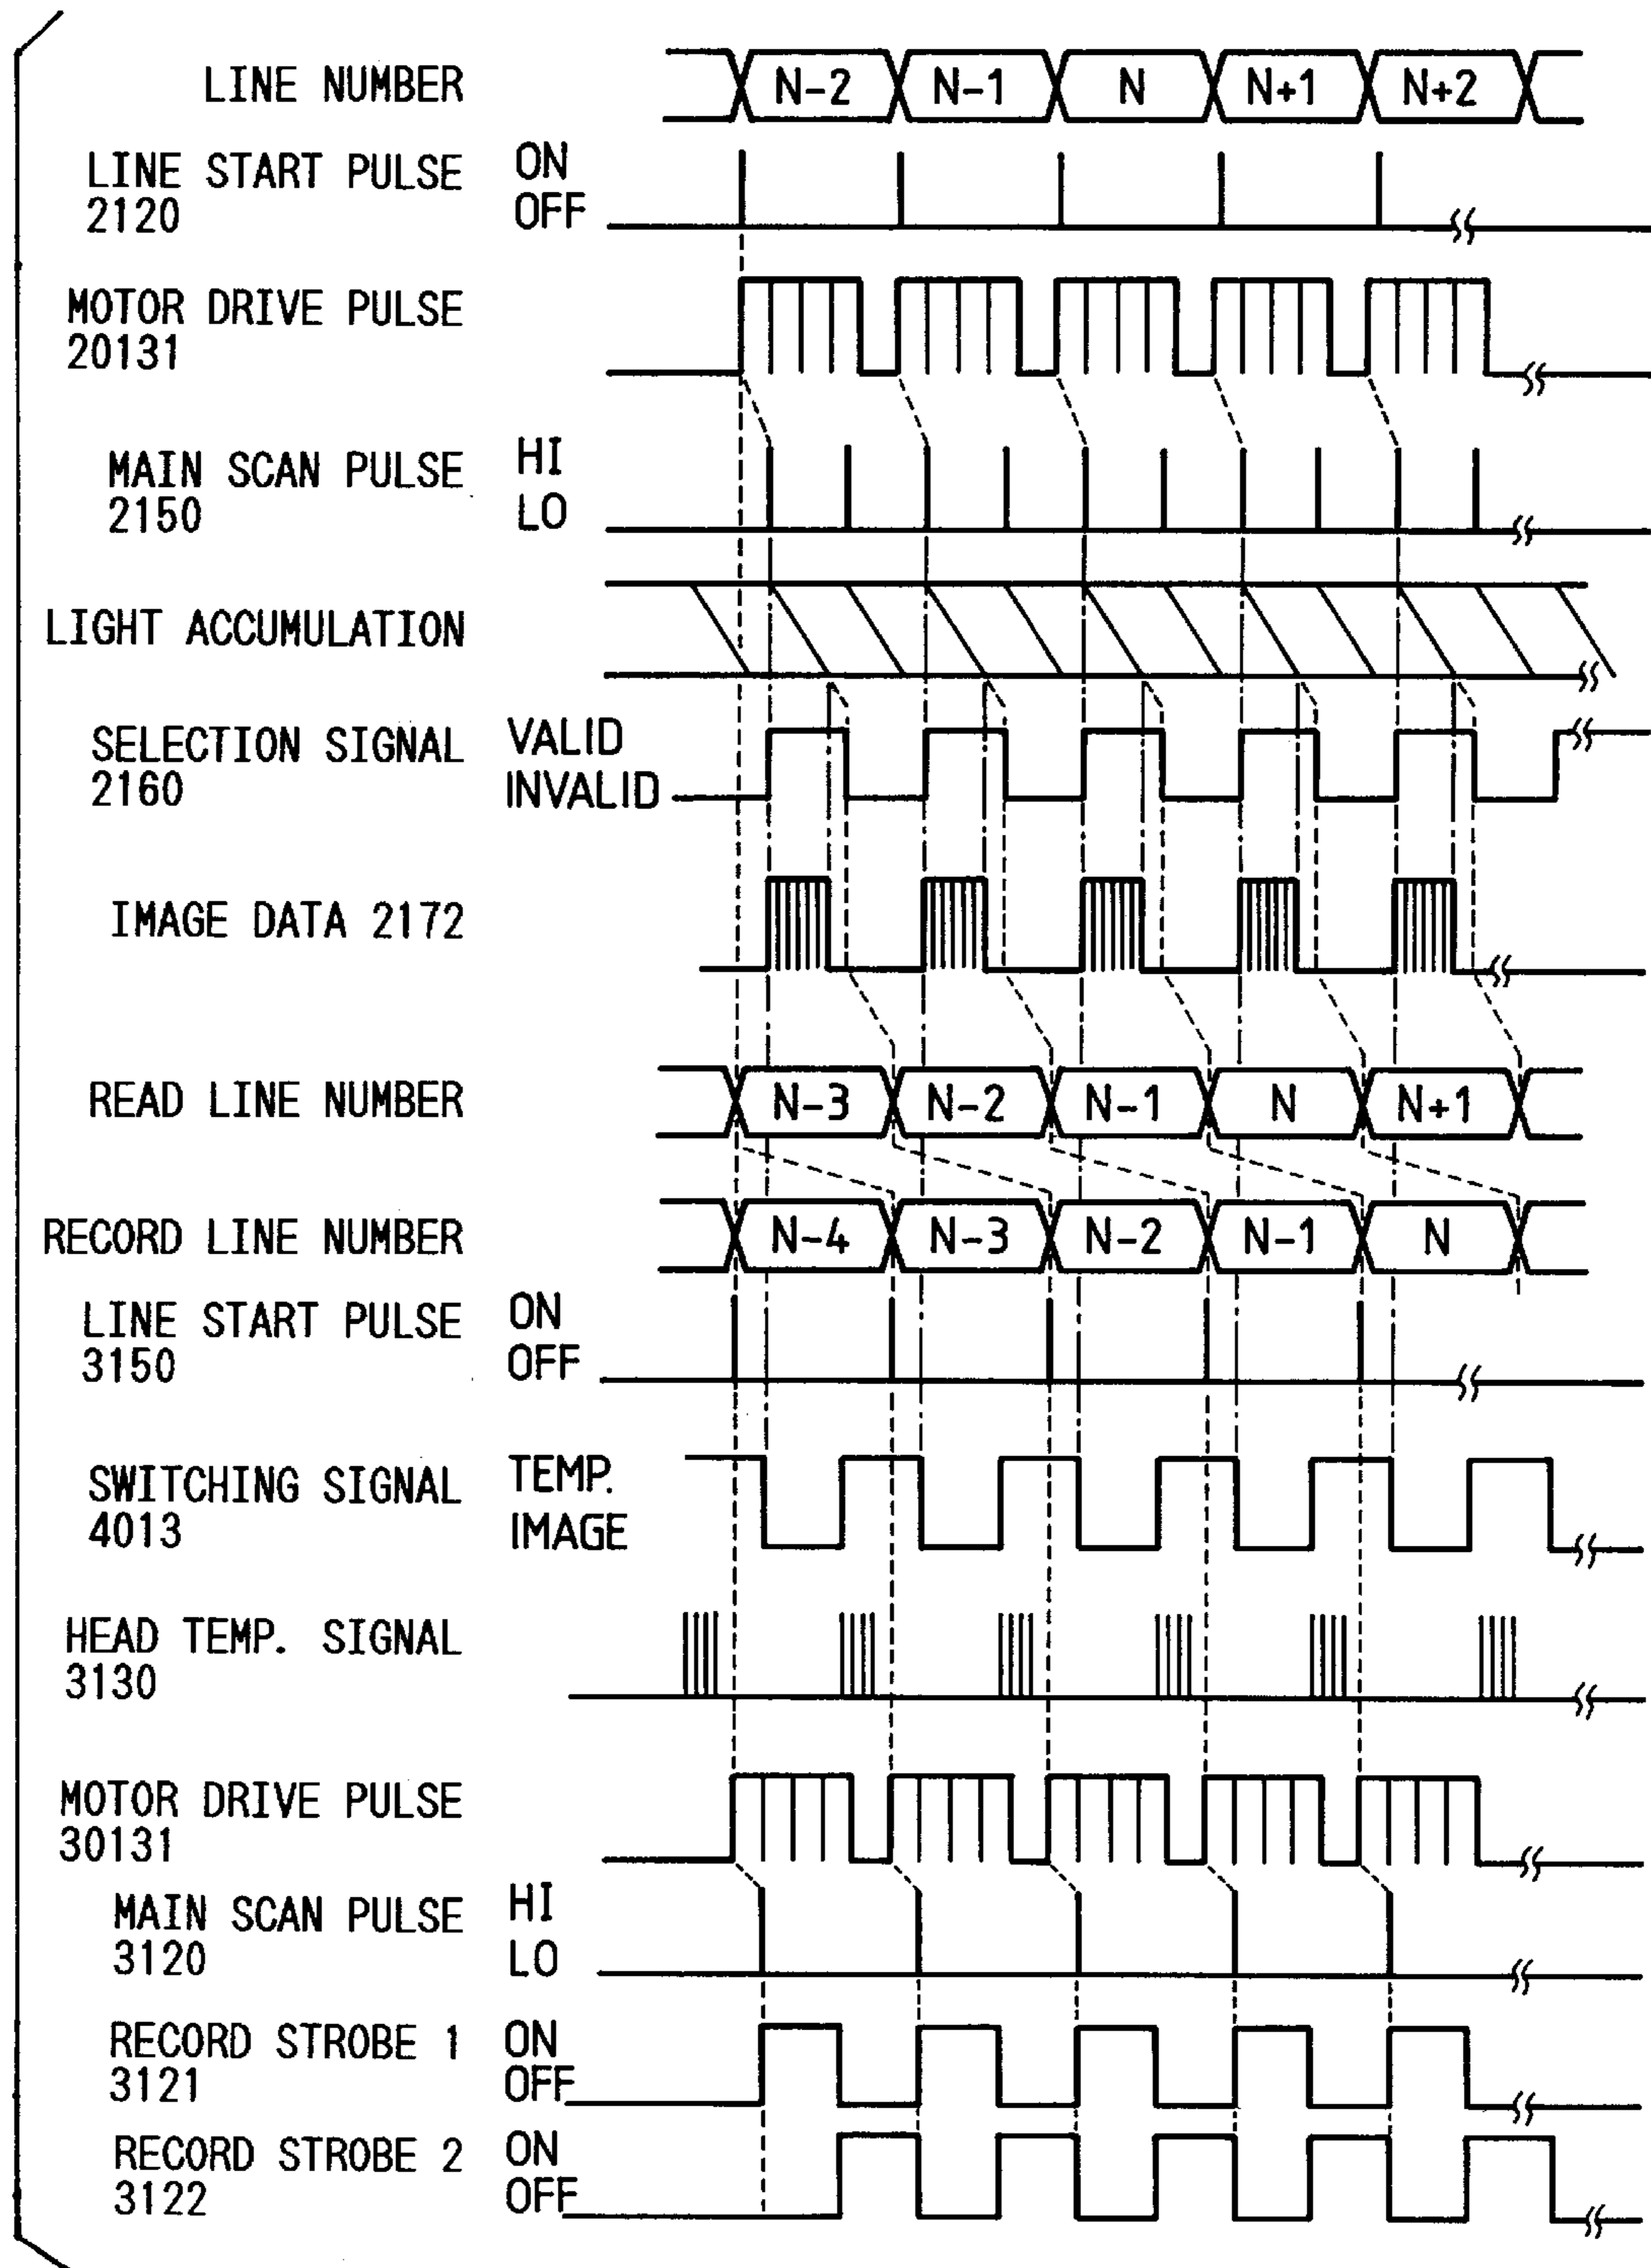 LINE NUMBER
N-2 N-1 N N+1 N+2
LINE START PULSE
2120
ON
OFF
MOTOR DRIVE PULSE
20131
MAIN SCAN PULSE
2150
HI
LO
LIGHT ACCUMULATION
SELECTION SIGNAL
2160
VALID
INVALID
IMAGE DATA 2172
READ LINE NUMBER
N-3 N-2 N-1 N N+1
RECORD LINE NUMBER
N-4 N-3 N-2 N-1 N
LINE START PULSE
3150
ON
OFF
SWITCHING SIGNAL
4013
TEMP.
IMAGE
HEAD TEMP. SIGNAL
3130
MOTOR DRIVE PULSE
30131
MAIN SCAN PULSE
3120
HI
LO
RECORD STROBE 1
3121
ON
OFF
RECORD STROBE 2
3122
ON
OFF